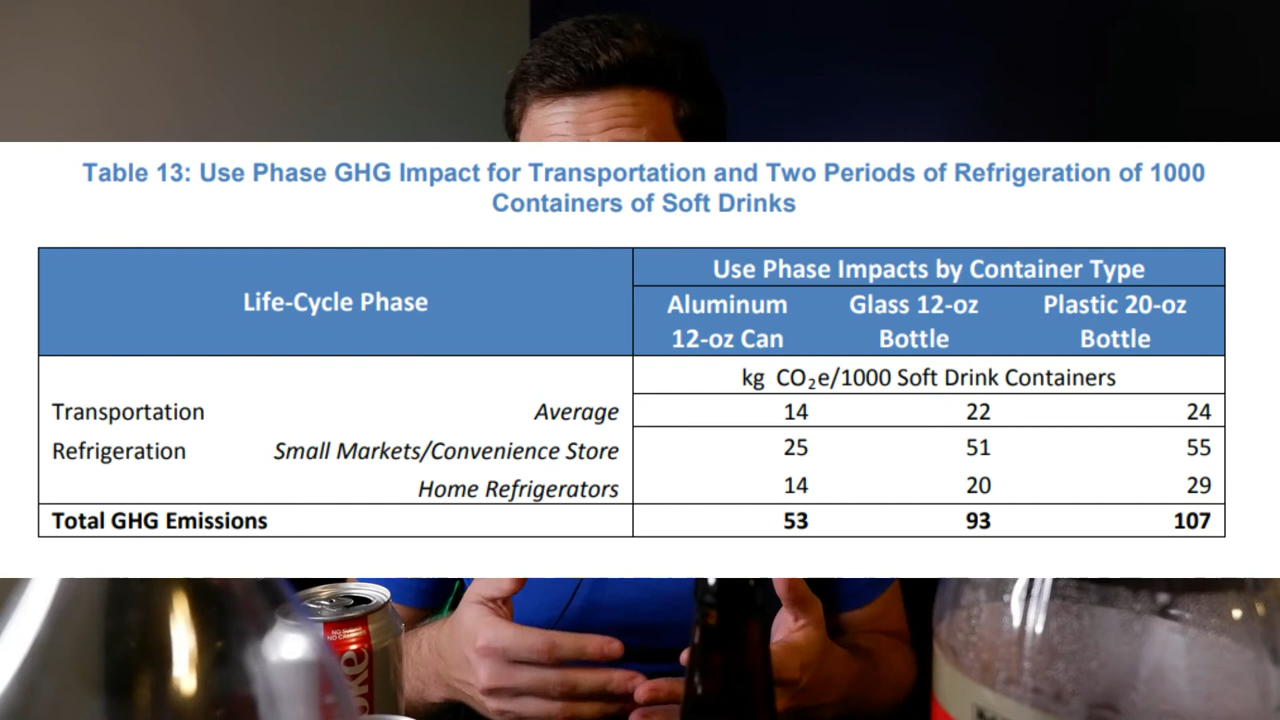 Table 13: Use Phase GHG Impact for Transportation and Two Periods of Refrigeration of 1000
Containers of Soft Drinks
Life-Cycle Phase
Use Phase Impacts by Container Type
Aluminum 12-oz Can
Glass 12-oz Bottle
Plastic 20-oz Bottle
kg CO₂e/1000 Soft Drink Containers
Transportation Average 14 22 24
Refrigeration Small Markets/Convenience Store 25 51 55
Home Refrigerators 14 20 29
Total GHG Emissions 53 93 107
NO SUGAR